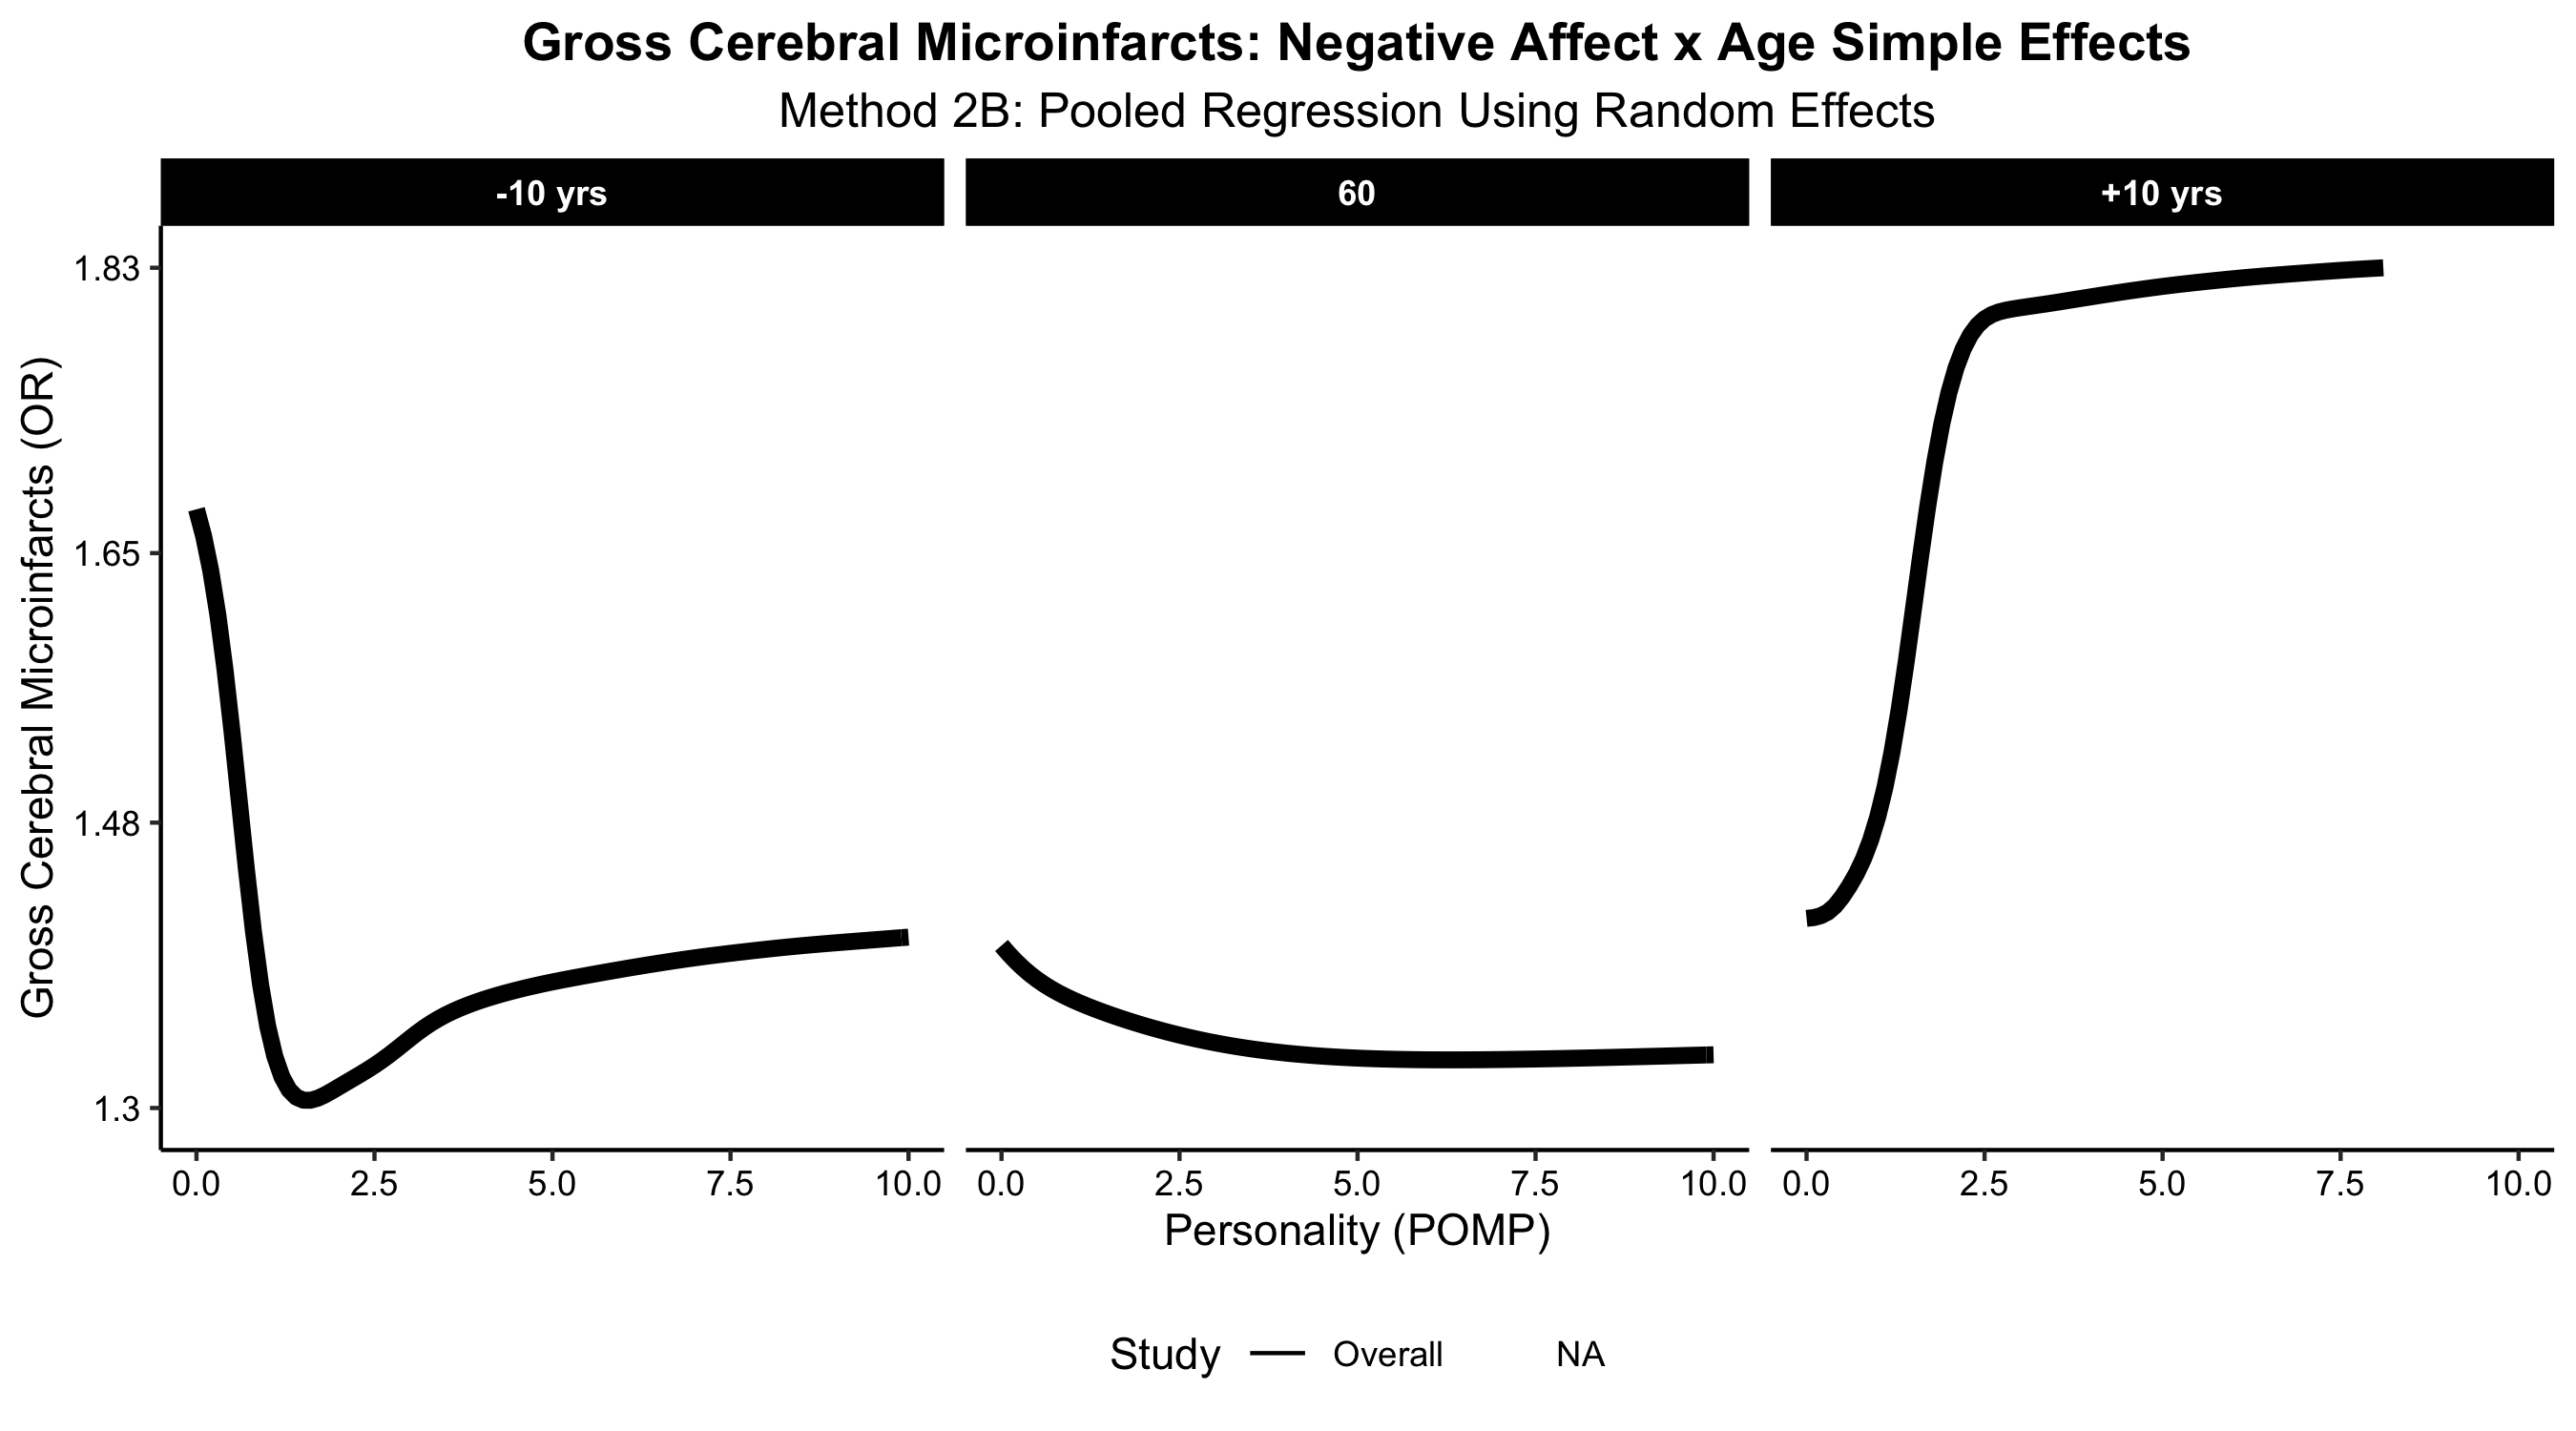 Gross Cerebral Microinfarcts: Negative Affect x Age Simple Effects
Method 2B: Pooled Regression Using Random Effects
-10 yrs
60
+10 yrs
Gross Cerebral Microinfarcts (OR)
1.83
1.65
1.48
1.3
0.0 2.5 5.0 7.5 10.0
0.0 2.5 5.0 7.5 10.0
0.0 2.5 5.0 7.5 10.0
Personality (POMP)
Study Overall NA